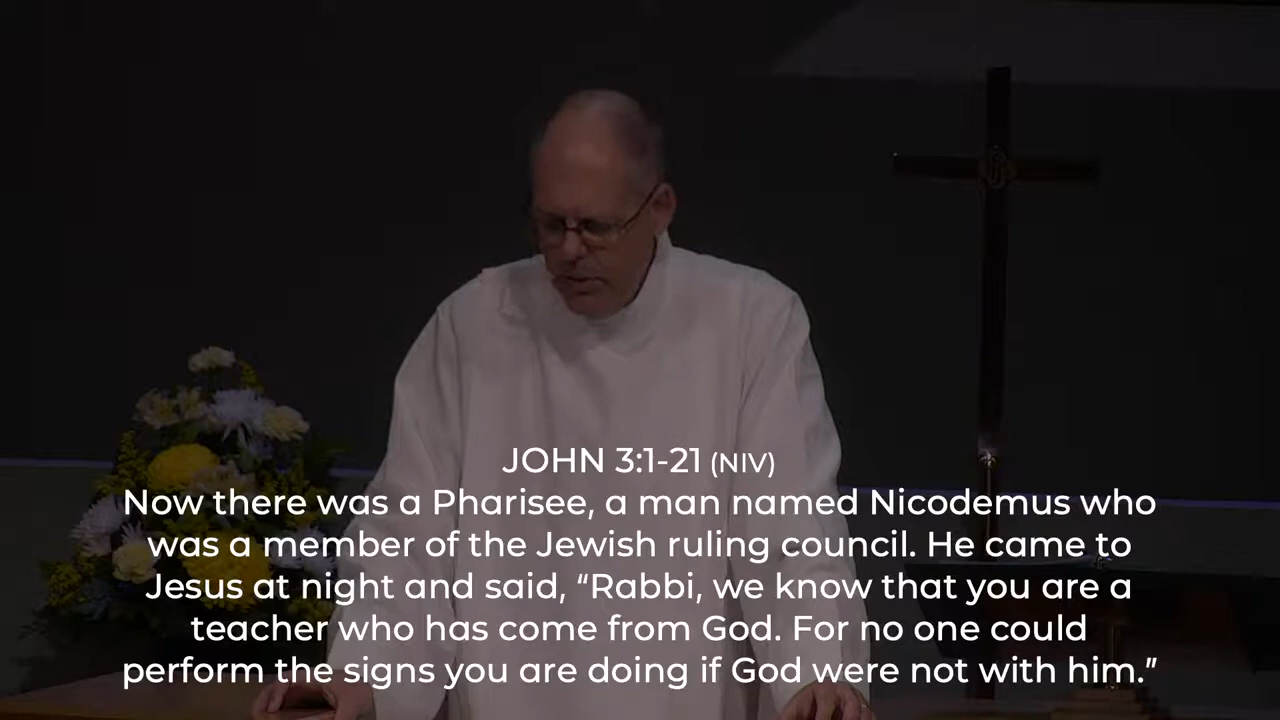 JOHN 3:1-21 (NIV)
Now there was a Pharisee, a man named Nicodemus who
was a member of the Jewish ruling council. He came to
Jesus at night and said, “Rabbi, we know that you are a
teacher who has come from God. For no one could
perform the signs you are doing if God were not with him.”